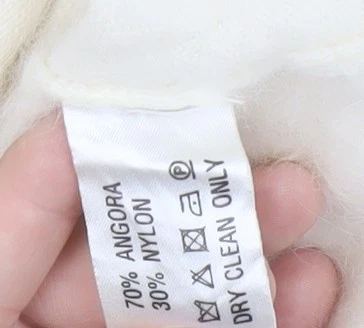 70% ANGORA
30% NYLON
P
DRY CLEAN ONLY